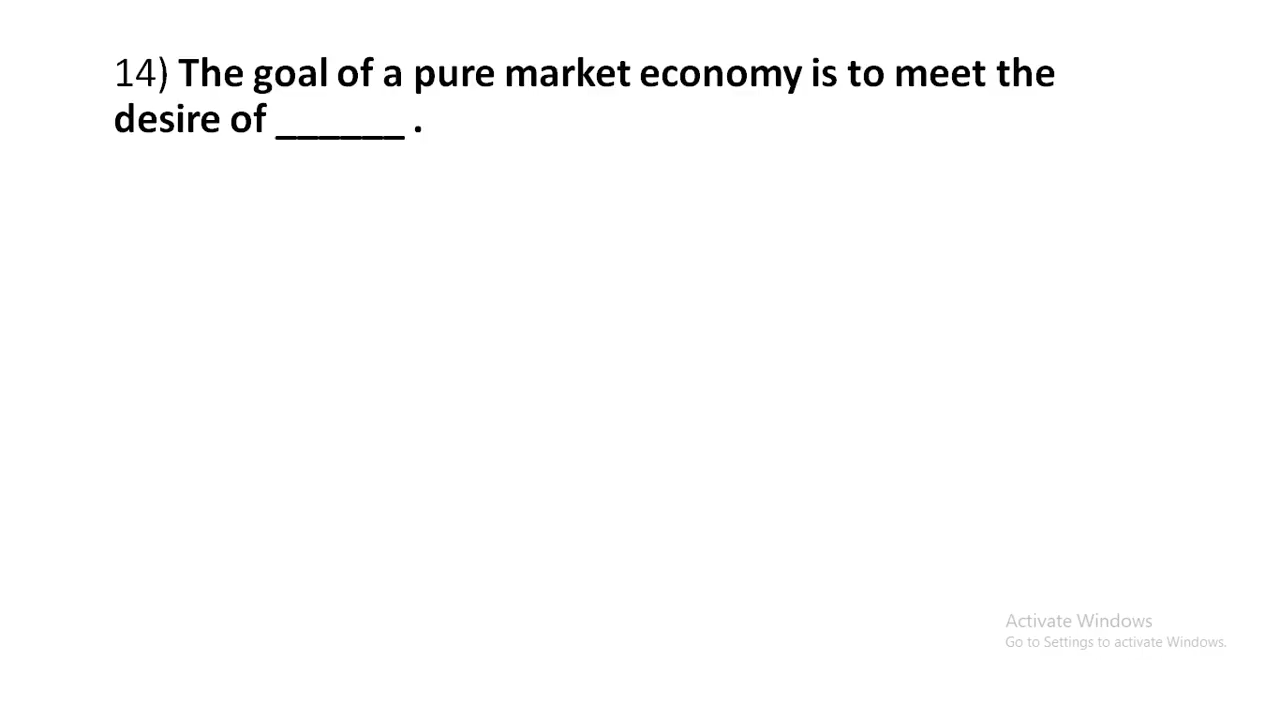 14) The goal of a pure market economy is to meet the
desire of ______ .
Activate Windows
Go to Settings to activate Windows.